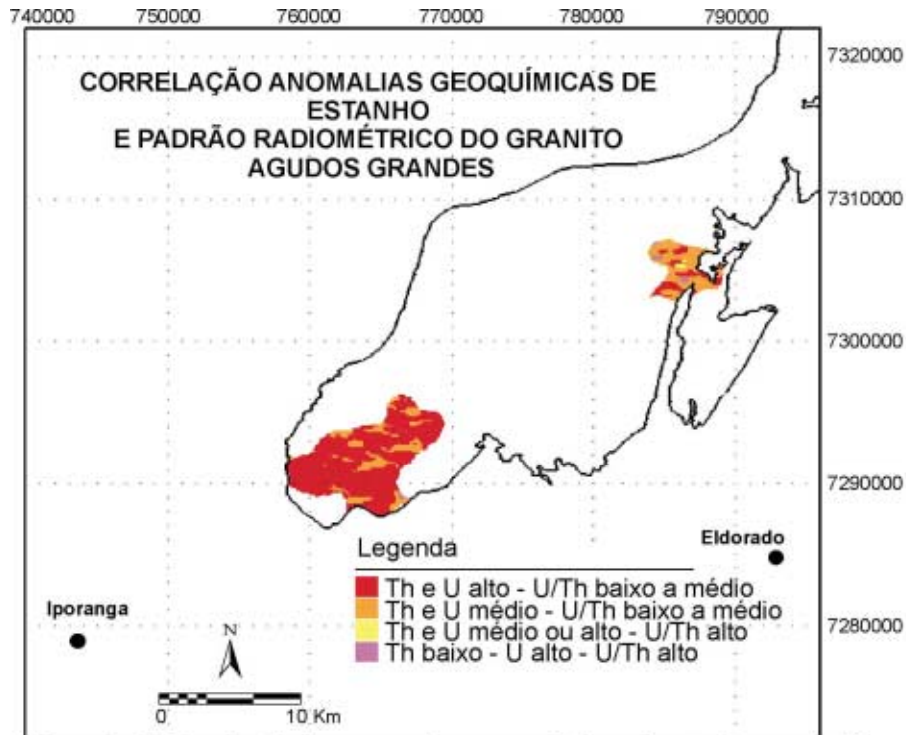 740000 750000 760000 770000 780000 790000
7320000
CORRELAÇÃO ANOMALIAS GEOQUÍMICAS DE
ESTANHO
E PADRÃO RADIOMÉTRICO DO GRANITO
AGUDOS GRANDES
7310000
7300000
7290000
Eldorado
Legenda
Th e U alto - U/Th baixo a médio
Th e U médio - U/Th baixo a médio
Th e U médio ou alto - U/Th alto
Th baixo - U alto - U/Th alto
Iporanga
7280000
N
0 10 Km